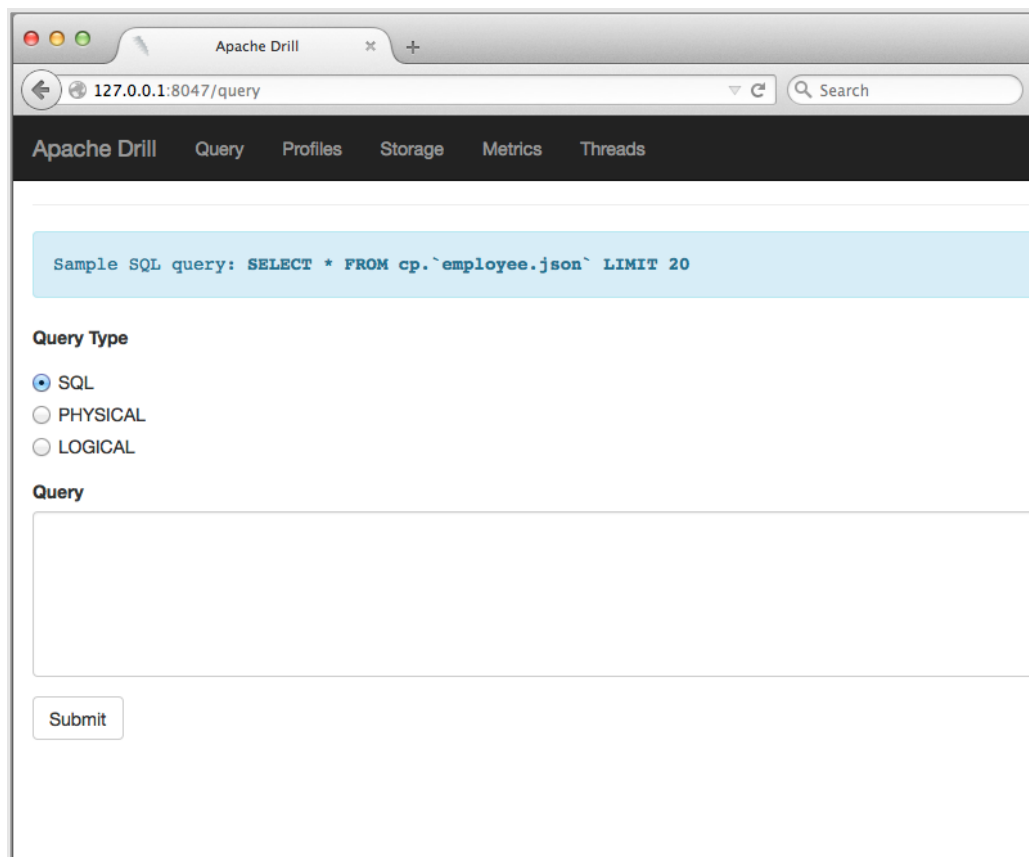 Apache Drill
127.0.0.1:8047/query
Search
Apache Drill Query Profiles Storage Metrics Threads
Sample SQL query: SELECT * FROM cp.`employee.json` LIMIT 20
Query Type
SQL
PHYSICAL
LOGICAL
Query
Submit